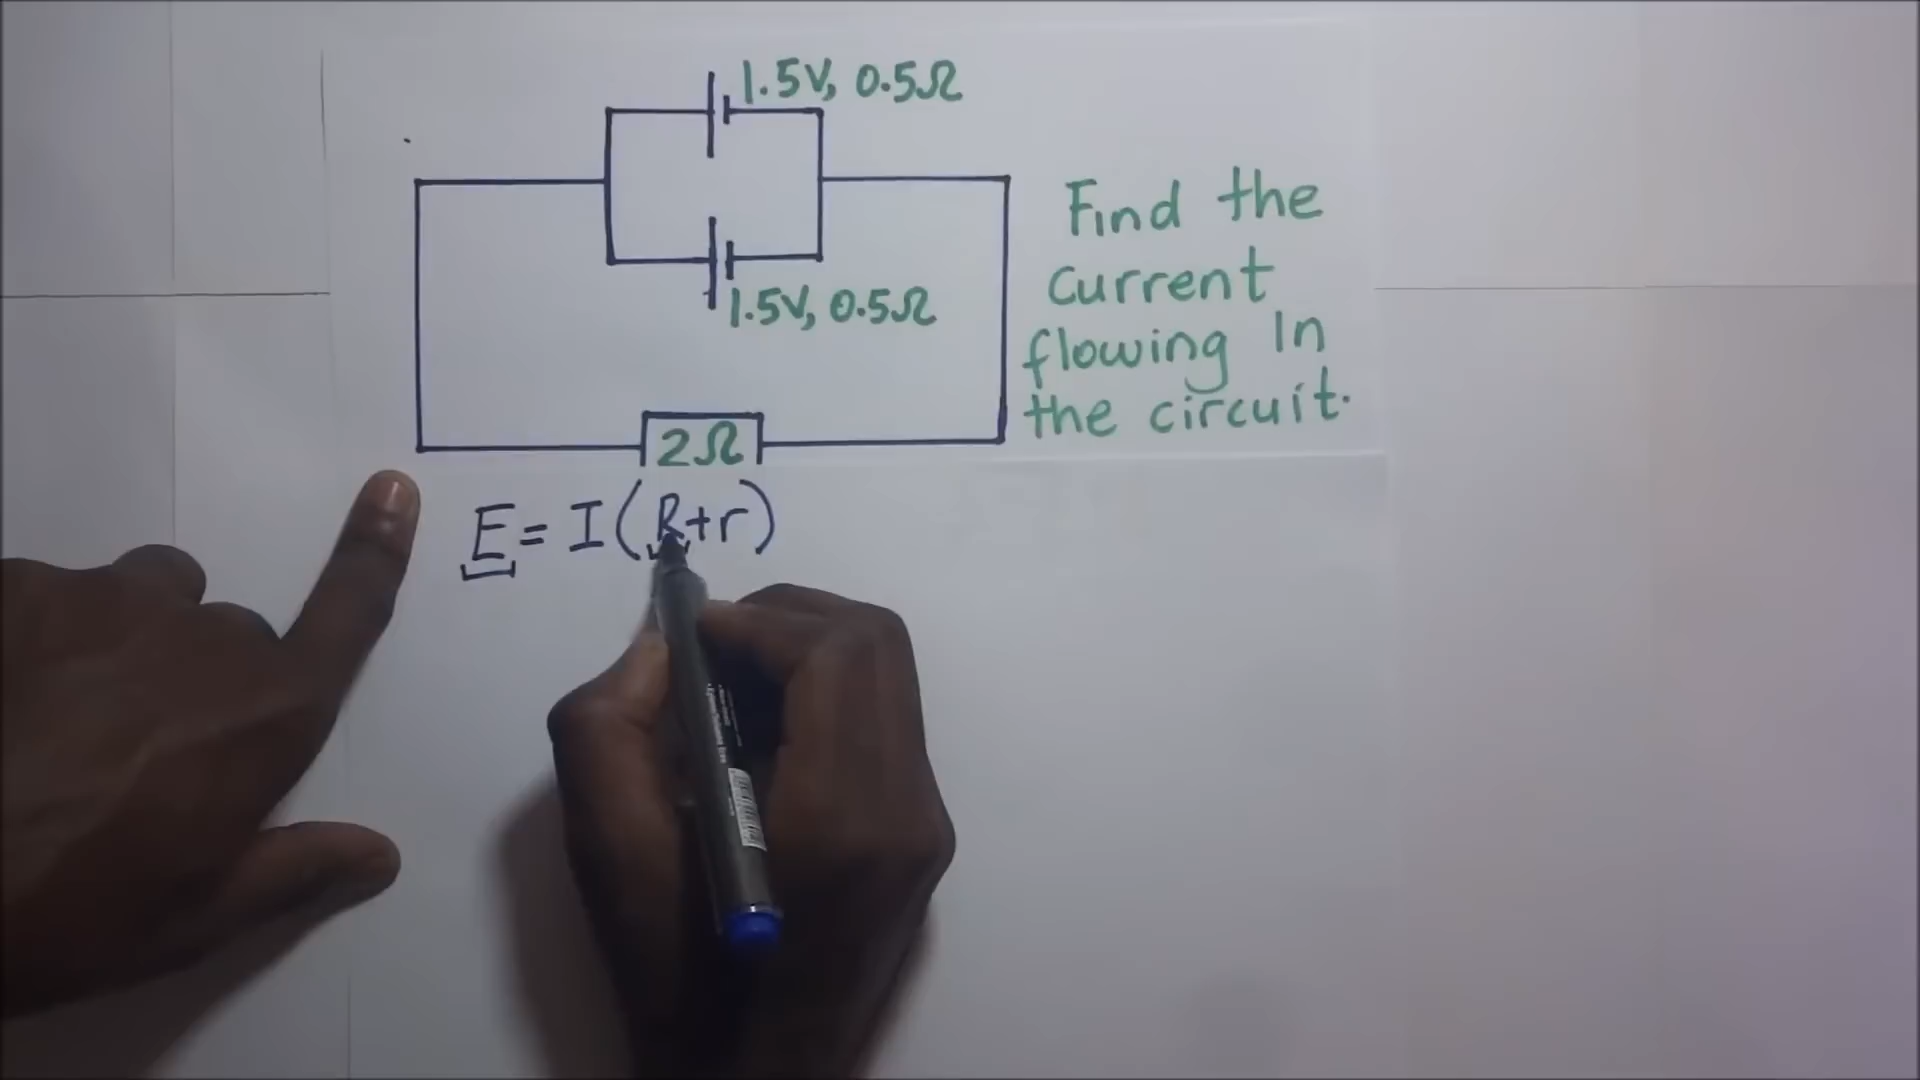 1.5V, 0.5Ω
1.5V, 0.5Ω
2Ω
Find the
current
flowing In
the circuit.
E = I(R+r)